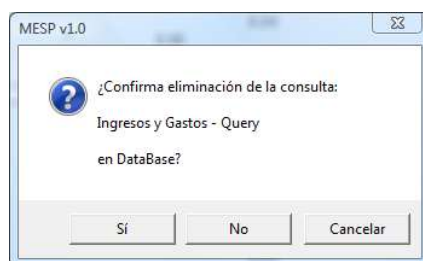 MESP v1.0
¿Confirma eliminación de la consulta:
Ingresos y Gastos - Query
en DataBase?
Sí No Cancelar